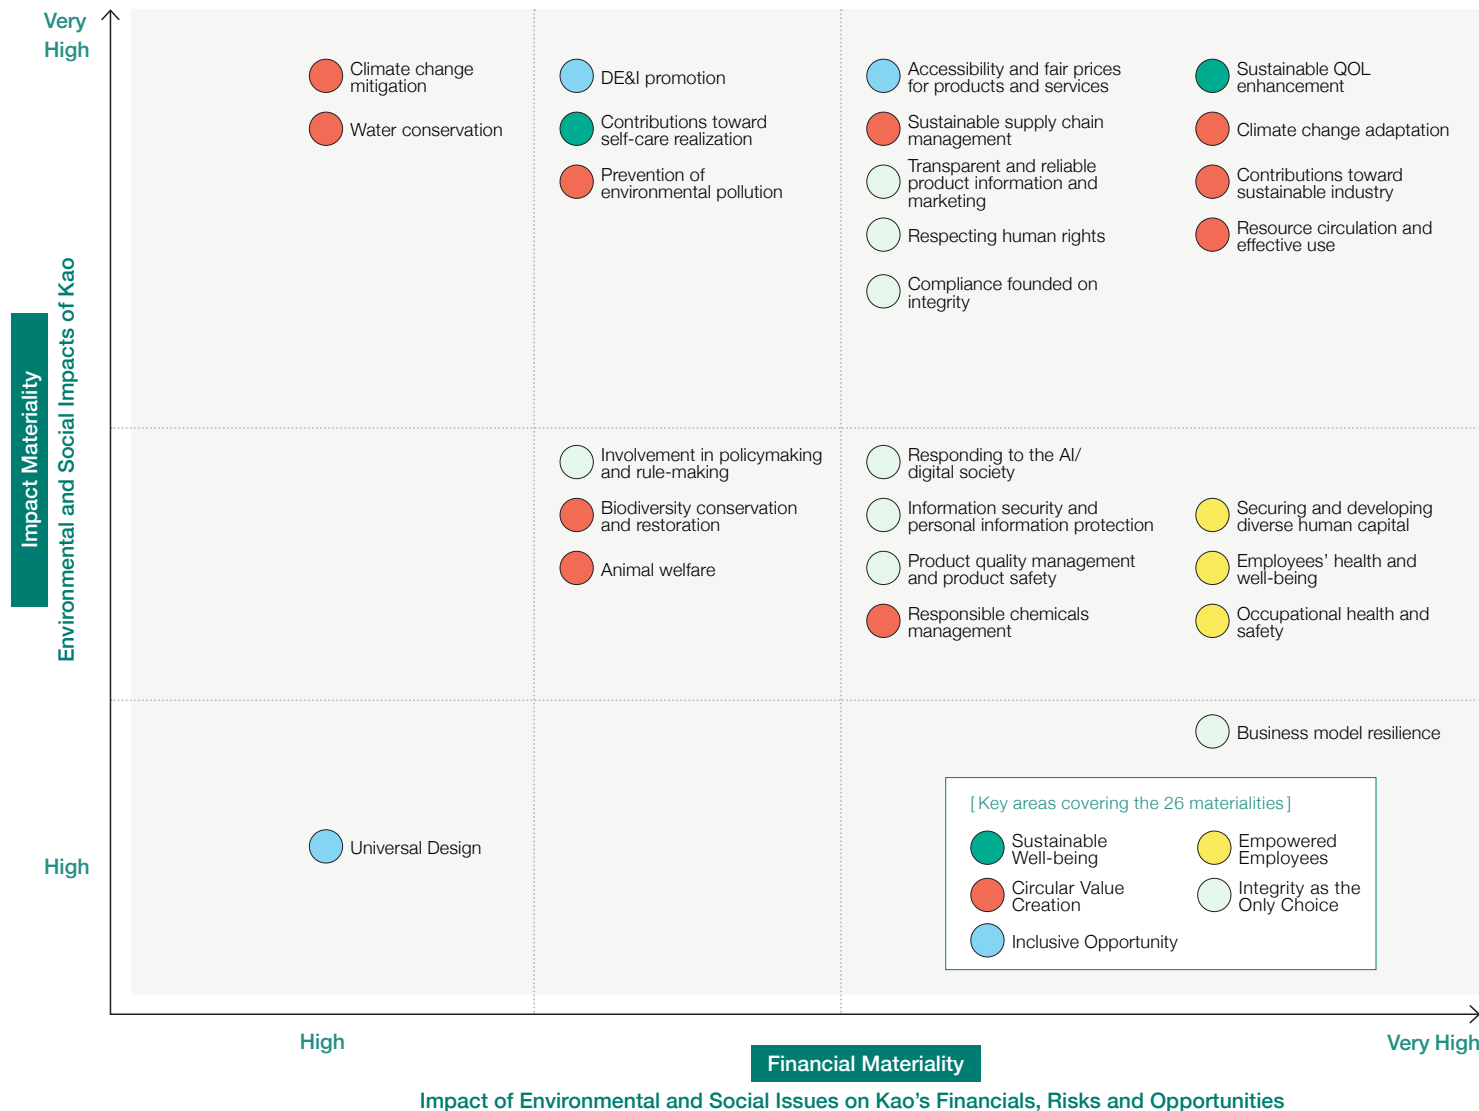 Very
High
Climate change
mitigation
Water conservation
DE&I promotion
Contributions toward
self-care realization
Prevention of
environmental pollution
Accessibility and fair prices
for products and services
Sustainable supply chain
management
Transparent and reliable
product information and
marketing
Respecting human rights
Compliance founded on
integrity
Sustainable QOL
enhancement
Climate change adaptation
Contributions toward
sustainable industry
Resource circulation and
effective use
Impact Materiality
Environmental and Social Impacts of Kao
Involvement in policymaking
and rule-making
Biodiversity conservation
and restoration
Animal welfare
Responding to the AI/
digital society
Information security and
personal information protection
Product quality management
and product safety
Responsible chemicals
management
Securing and developing
diverse human capital
Employees’ health and
well-being
Occupational health and
safety
Business model resilience
High
Universal Design
[Key areas covering the 26 materialities]
Sustainable
Well-being
Circular Value
Creation
Inclusive Opportunity
Empowered
Employees
Integrity as the
Only Choice
High
Very High
Financial Materiality
Impact of Environmental and Social Issues on Kao’s Financials, Risks and Opportunities